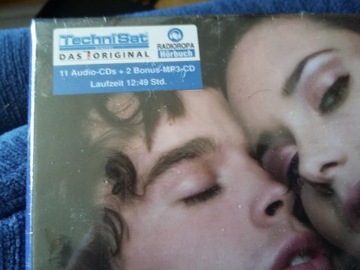 TechniSat
DAS ORIGINAL
RADIOROPA
Hörbuch
11 Audio-CDs + 2 Bonus-MP3-CD
Laufzeit 12:49 Std.